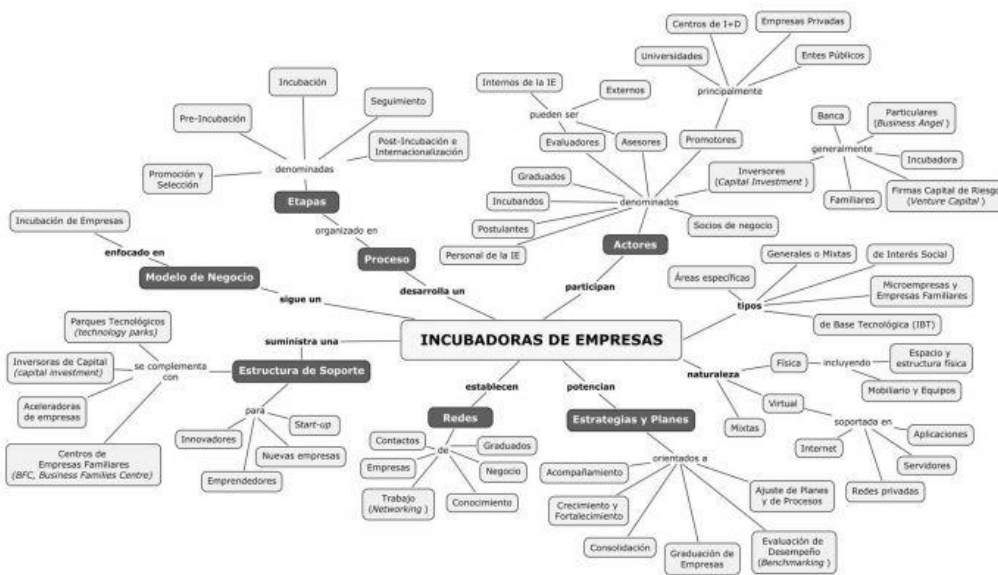 Centros de I+D
Empresas Privadas
Universidades
Entes Públicos
principalmente
Incubación
Internos de la IE
Externos
Pre-Incubación
Seguimiento
pueden ser
Evaluadores
Asesores
Promotores
Banca
Particulares
(Business Angel )
generalmente
Incubadora
Familiares
Firmas Capital de Riesgo
(Venture Capital )
Post-Incubación e
Internacionalización
denominadas
Promoción y
Selección
Etapas
Graduados
Incubandos
Postulantes
Personal de la IE
denominados
Inversores
(Capital Investment )
Socios de negocio
Actores
Incubación de Empresas
enfocado en
Modelo de Negocio
organizado en
Proceso
sigue un
desarrolla un
participan
Generales o Mixtas
de Interés Social
Áreas específicas
Microempresas y
Empresas Familiares
tipos
de Base Tecnológica (IBT)
INCUBADORAS DE EMPRESAS
Parques Tecnológicos
(technology parks)
suministra una
Inversoras de Capital
(capital investment)
se complementa
con
Estructura de Soporte
Aceleradoras
de empresas
Centros de
Empresas Familiares
(BFC, Business Families Centre)
para
Innovadores
Start-up
Nuevas empresas
Emprendedores
establecen
Redes
Contactos
Graduados
de
Empresas
Negocio
Trabajo
(Networking )
Conocimiento
potencian
Estrategias y Planes
orientados a
Acompañamiento
Crecimiento y
Fortalecimiento
Consolidación
Graduación de
Empresas
Evaluación de
Desempeño
(Benchmarking )
Ajuste de Planes
y de Procesos
naturaleza
Física
incluyendo
Espacio y
estructura física
Mobiliario y Equipos
Virtual
Mixtas
soportada en
Internet
Aplicaciones
Servidores
Redes privadas